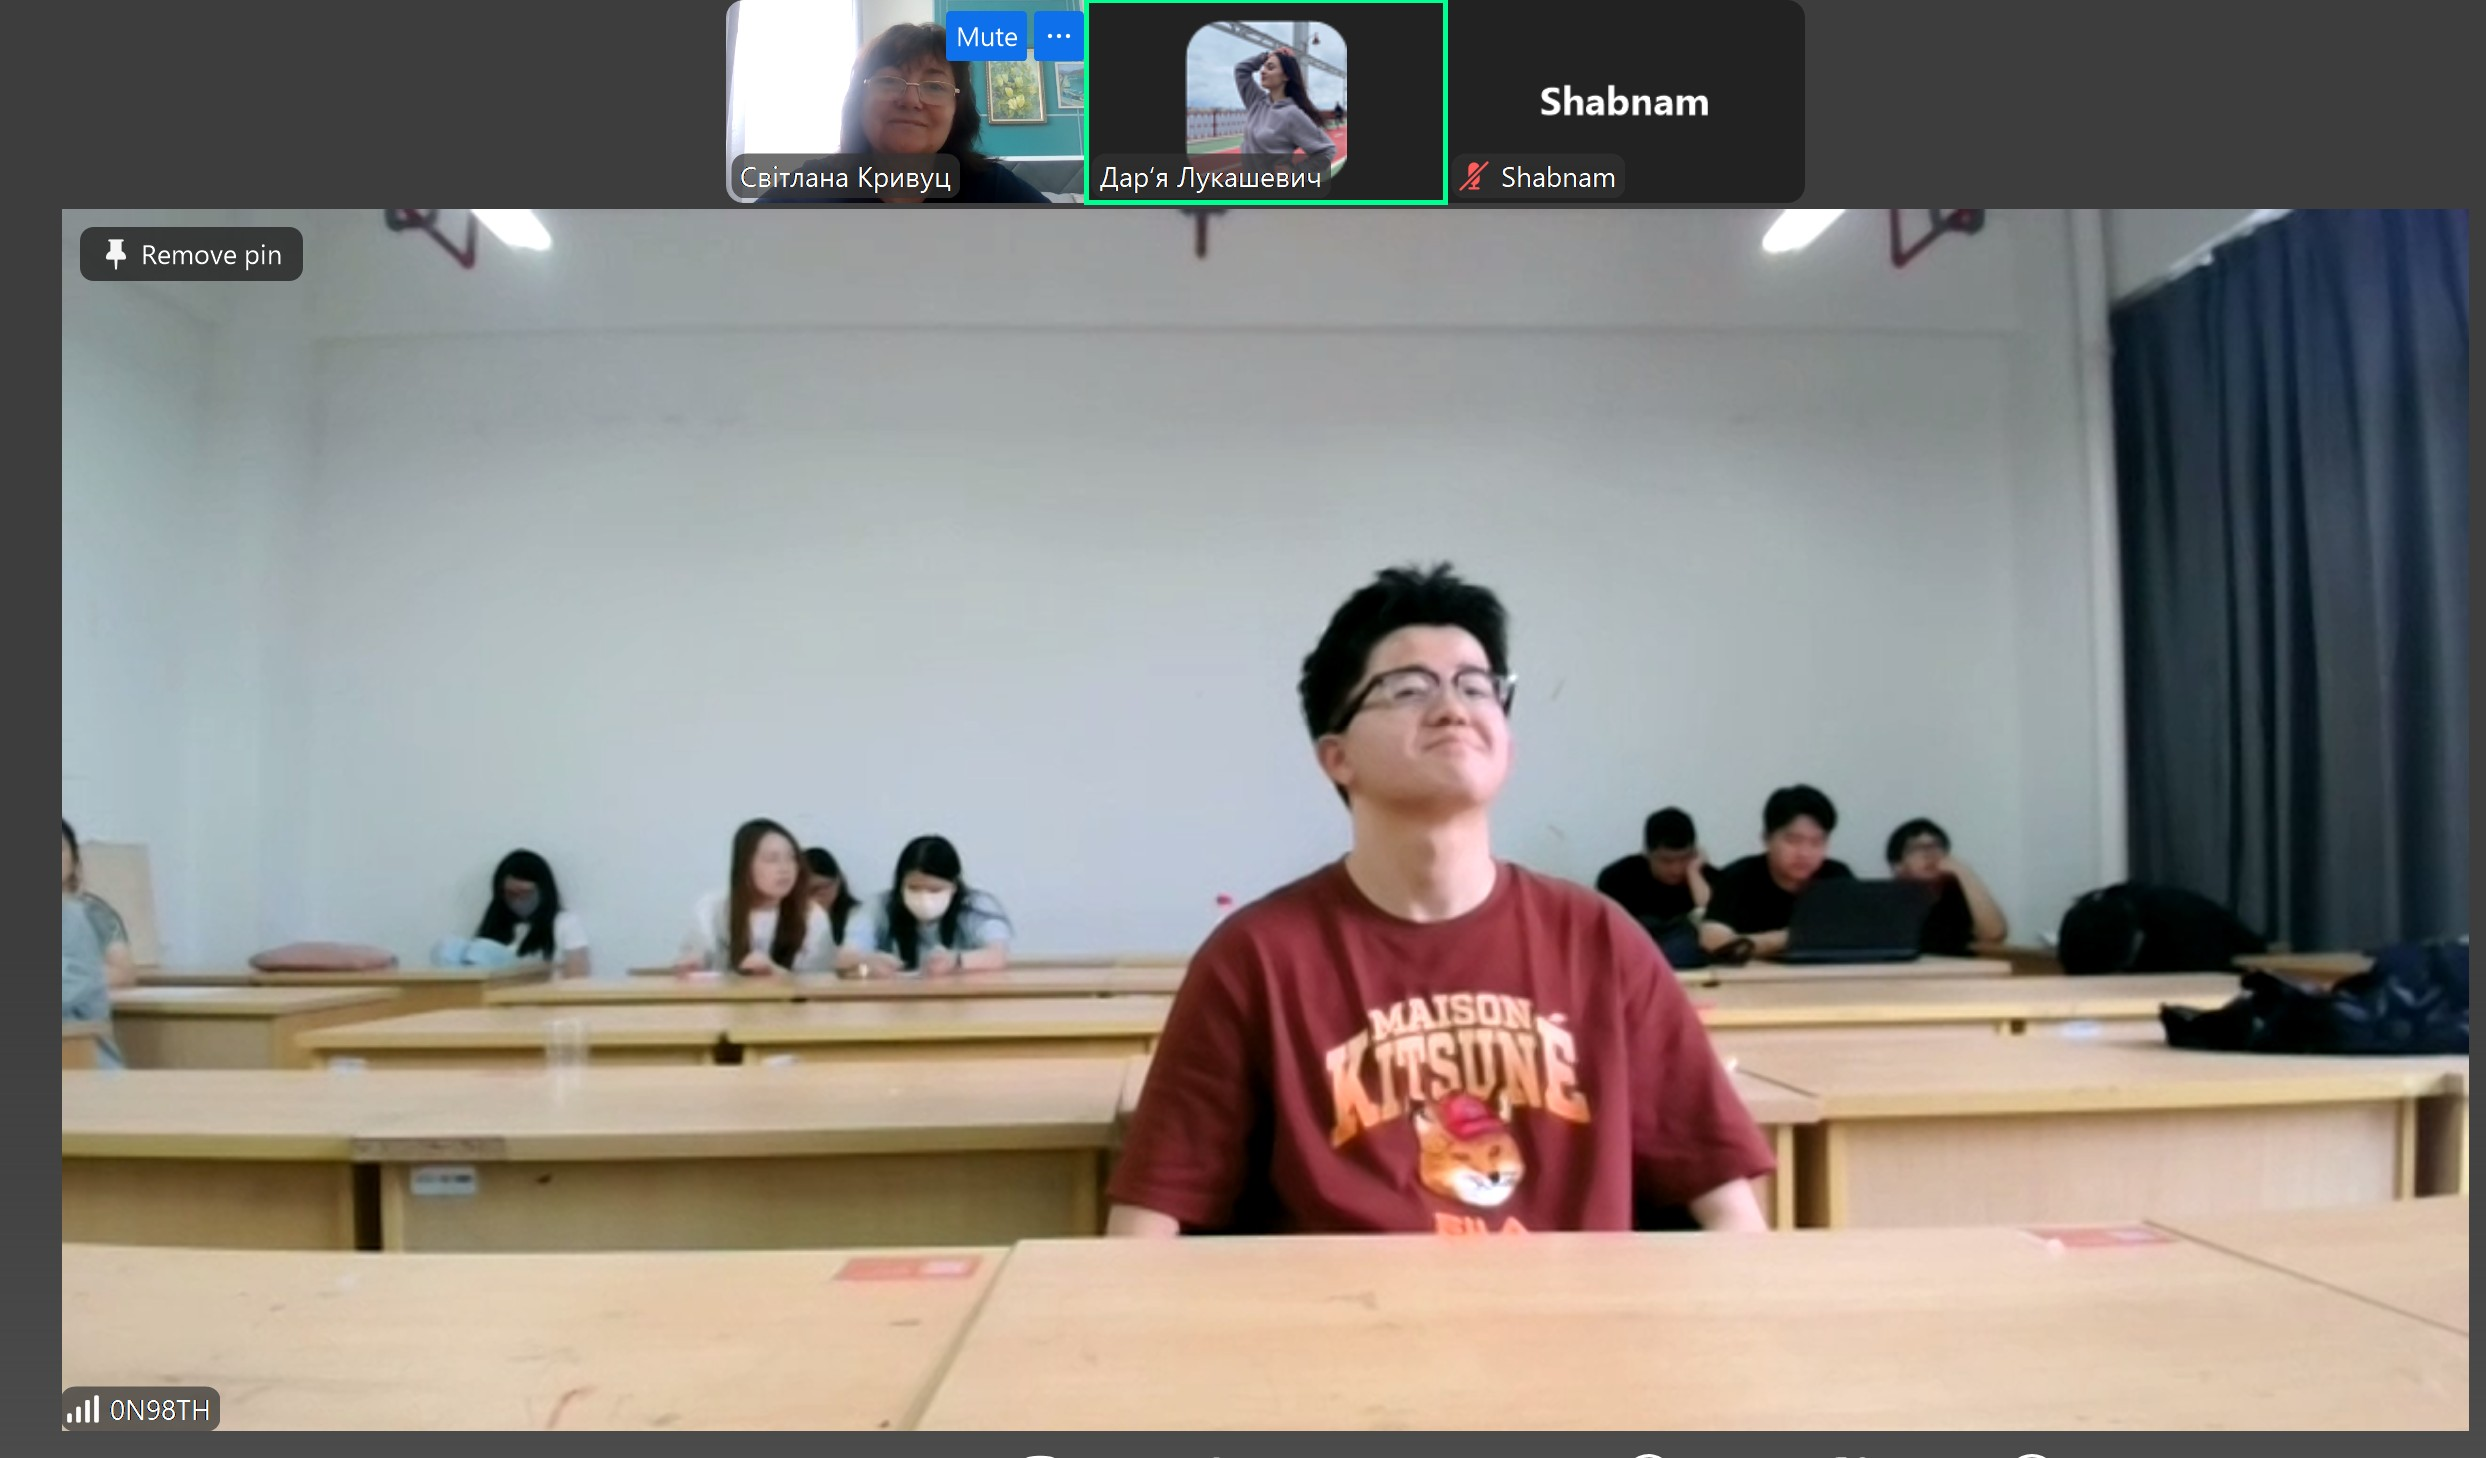 Mute
Світлана Кривуц
Дар‘я Лукашевич
Shabnam
Shabnam
Remove pin
MAISON
KITSUNÉ
0N98TH